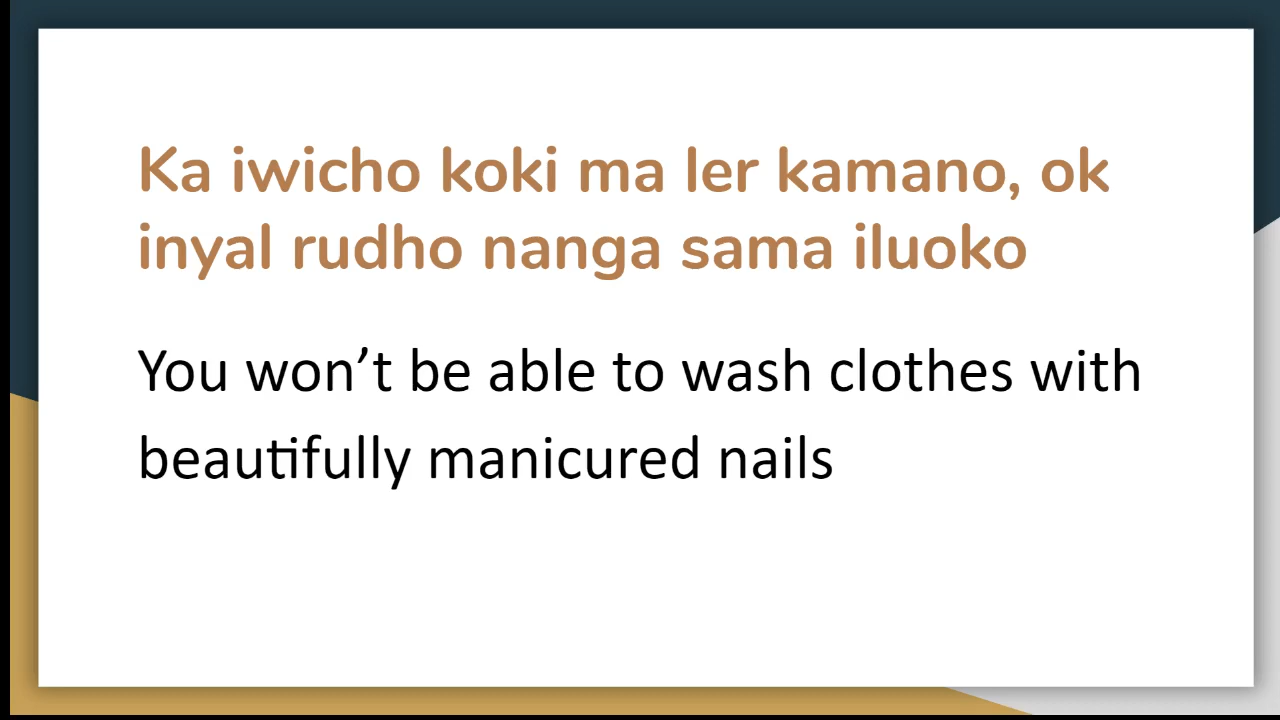 Ka iwicho koki ma ler kamano, ok
inyal rudho nanga sama iluoko
You won’t be able to wash clothes with
beautifully manicured nails